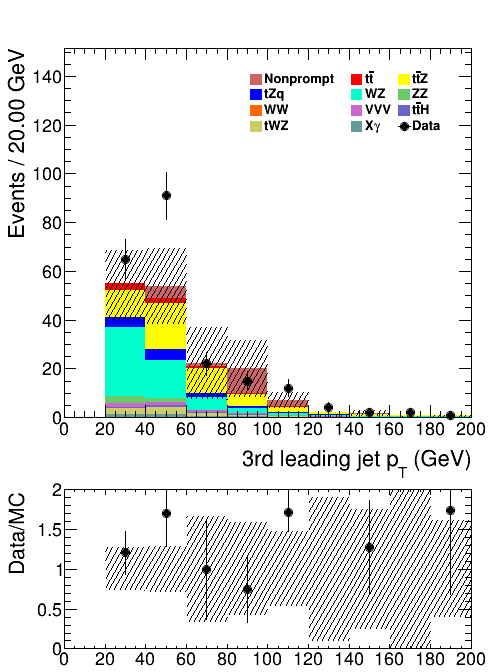 Events / 20.00 GeV
140
120
100
80
60
40
20
0
Nonprompt tt̄ tt̄Z
tZq WZ ZZ
WW VVV tt̄H
tWZ Xγ Data
0 20 40 60 80 100 120 140 160 180 200
3rd leading jet p_T (GeV)
Data/MC
2
1.5
1
0.5
0
0 20 40 60 80 100 120 140 160 180 200